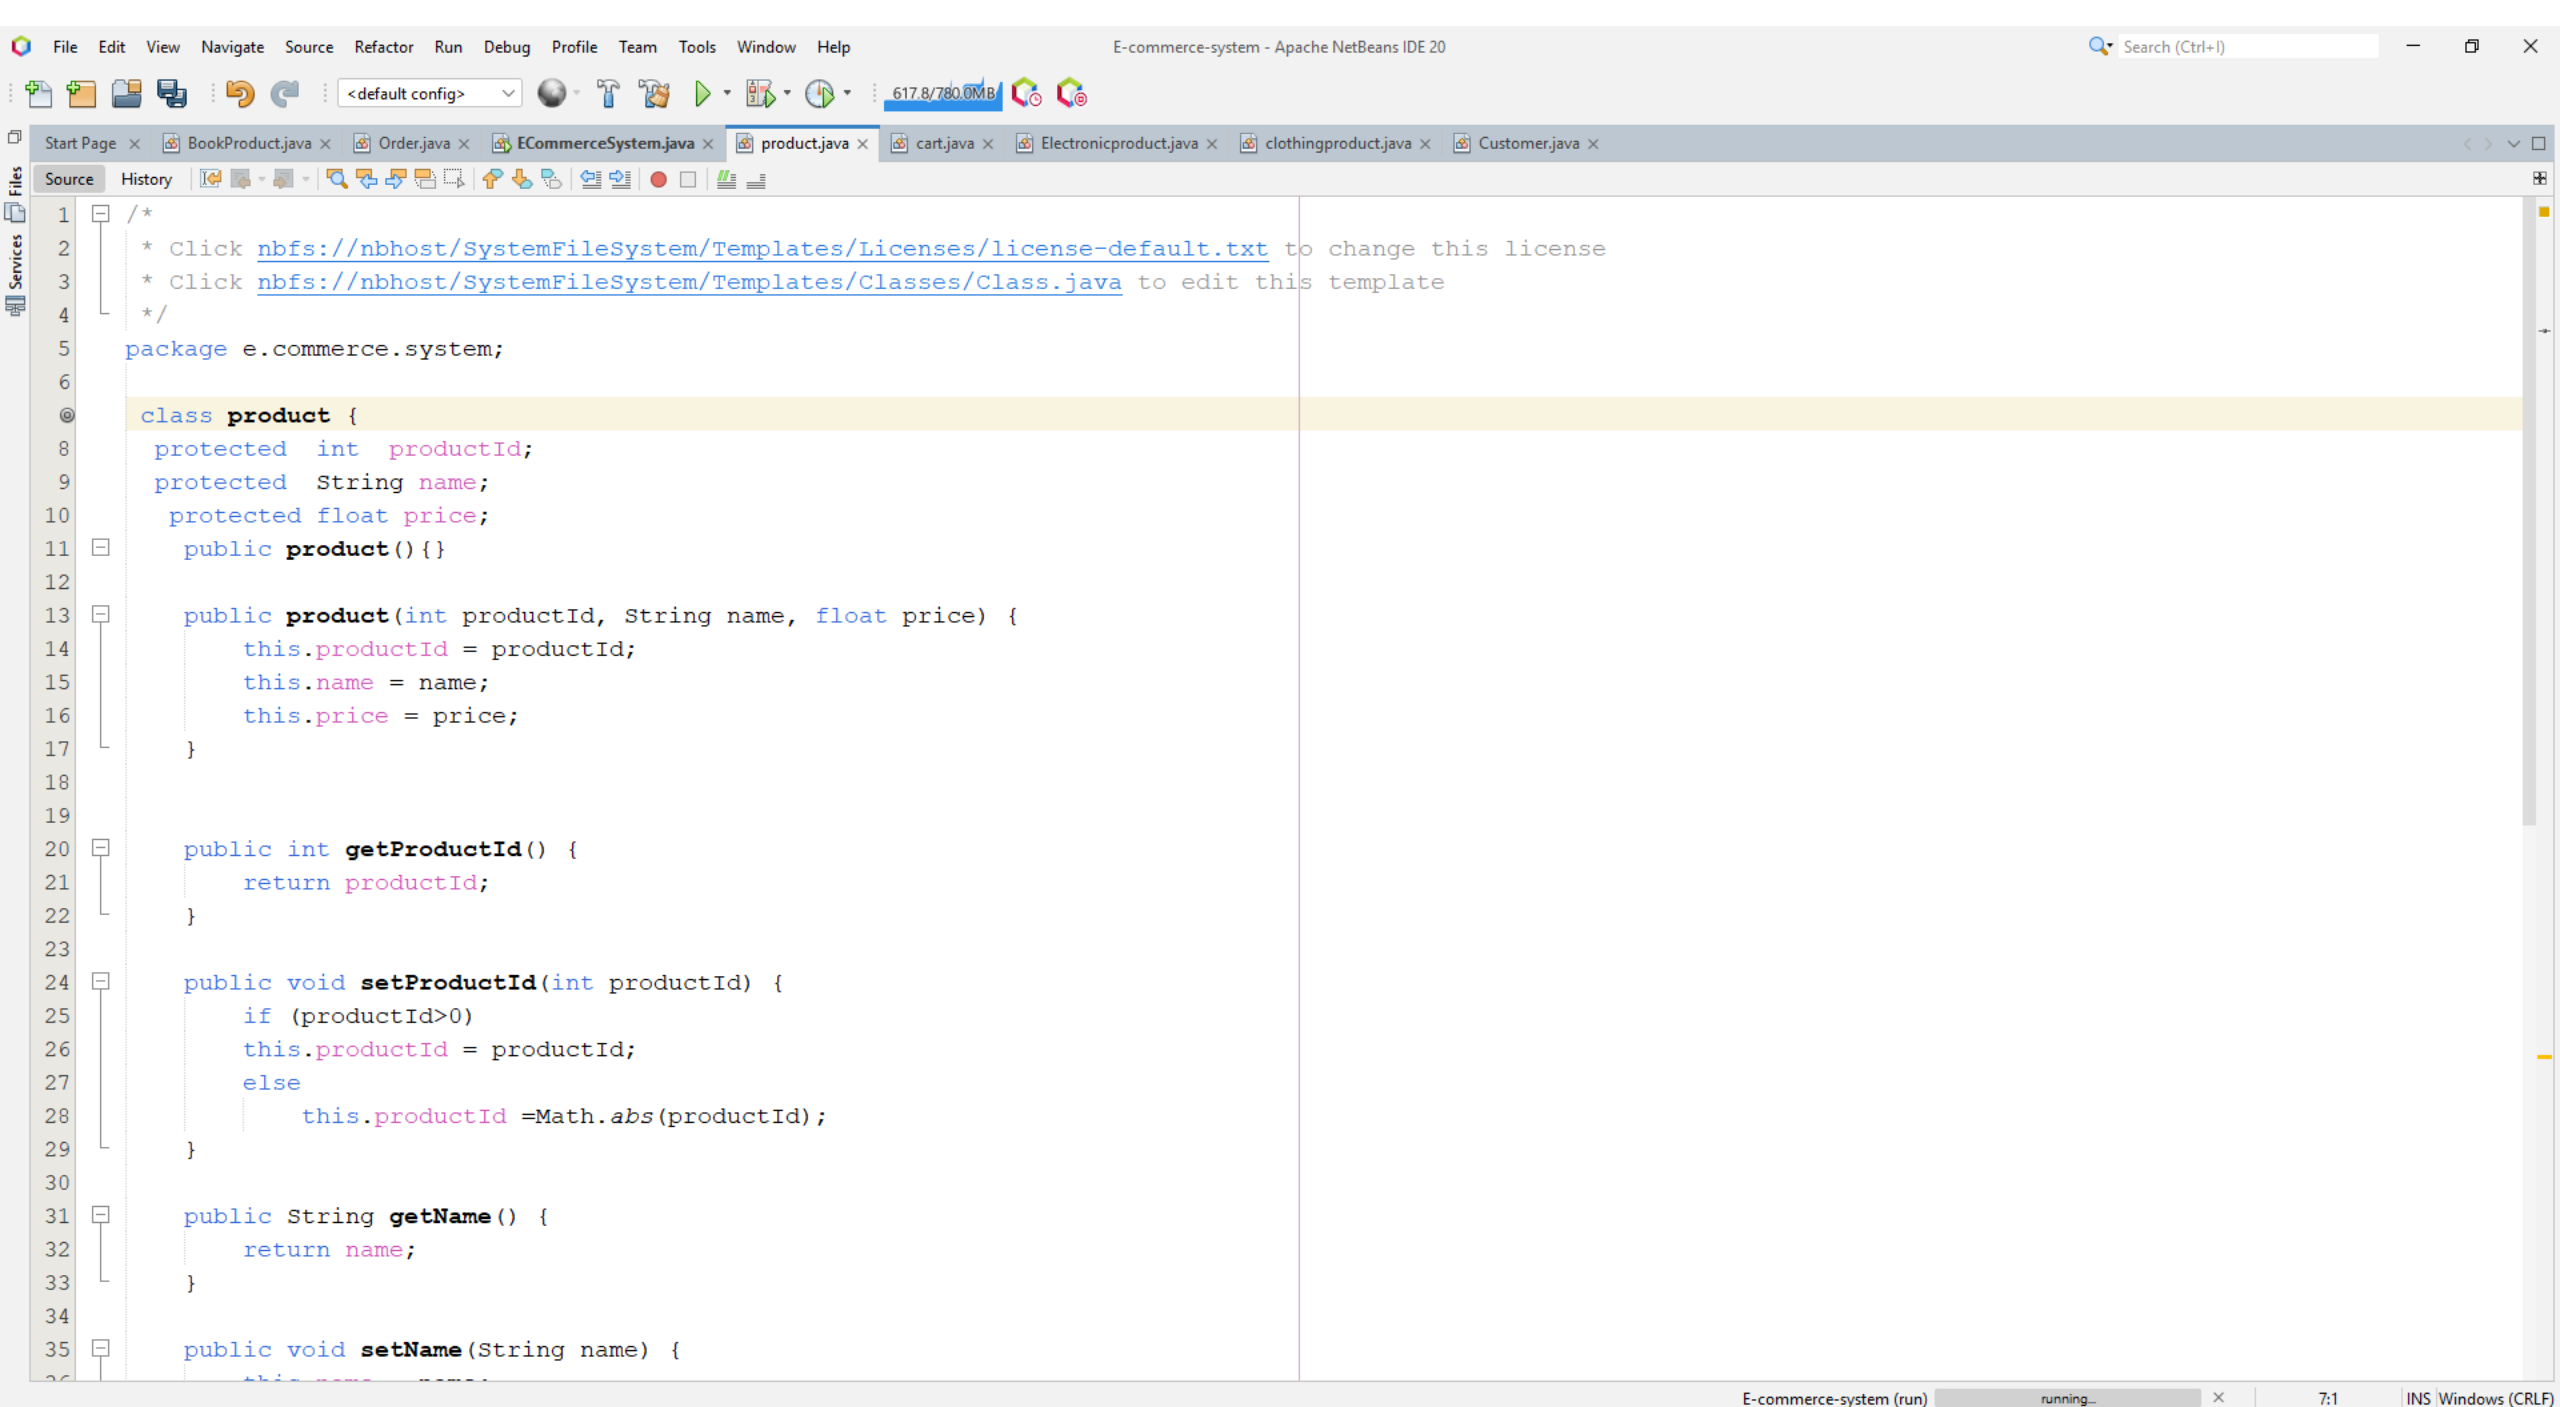 File Edit View Navigate Source Refactor Run Debug Profile Team Tools Window Help E-commerce-system - Apache NetBeans IDE 20 Search (Ctrl+I)
<default config> 617.8/780.0MB
Start Page BookProduct.java Order.java ECommerceSystem.java product.java cart.java Electronicproduct.java clothingproduct.java Customer.java
Files
Services
Source History
1 /*
2 * Click nbfs://nbhost/SystemFileSystem/Templates/Licenses/license-default.txt to change this license
3 * Click nbfs://nbhost/SystemFileSystem/Templates/Classes/Class.java to edit this template
4 */
5 package e.commerce.system;
6
class product {
8 protected  int  productId;
9 protected  String name;
10 protected float price;
11 public product(){}
12
13 public product(int productId, String name, float price) {
14 this.productId = productId;
15 this.name = name;
16 this.price = price;
17 }
18
19
20 public int getProductId() {
21 return productId;
22 }
23
24 public void setProductId(int productId) {
25 if (productId>0)
26 this.productId = productId;
27 else
28 this.productId =Math.abs(productId);
29 }
30
31 public String getName() {
32 return name;
33 }
34
35 public void setName(String name) {
E-commerce-system (run) running... 7:1 INS Windows (CRLF)